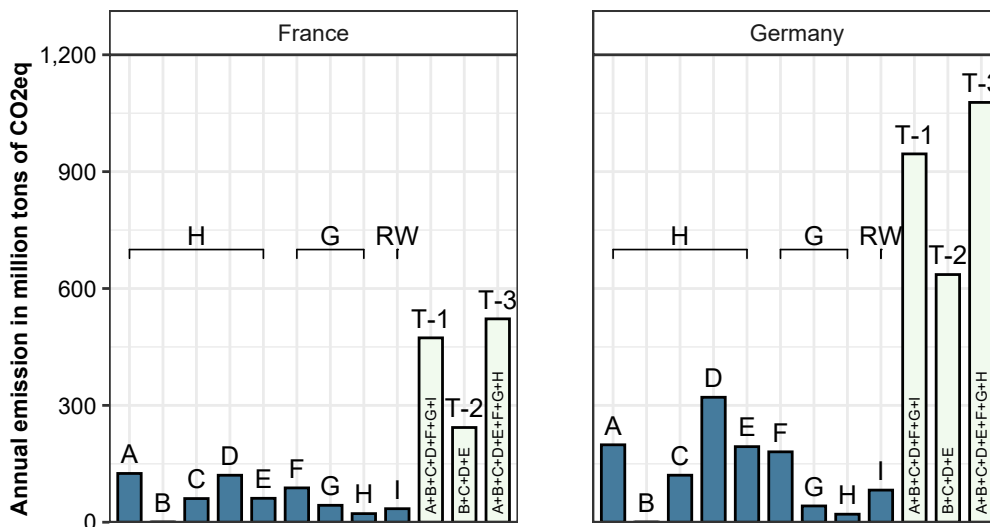 Annual emission in million tons of CO2eq
1,200
900
600
300
0
France
H
G
RW
A
B
C
D
E
F
G
H
I
T-1
T-2
T-3
A+B+C+D+F+G+I
B+C+D+E
A+B+C+D+E+F+G+H
Germany
H
G
RW
A
B
C
D
E
F
G
H
I
T-1
T-2
T-3
A+B+C+D+F+G+I
B+C+D+E
A+B+C+D+E+F+G+H